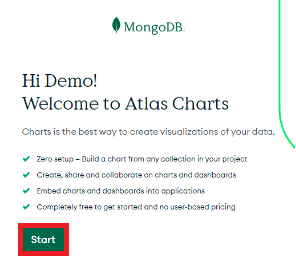 MongoDB.
Hi Demo!
Welcome to Atlas Charts
Charts is the best way to create visualizations of your data.
Zero setup – Build a chart from any collection in your project
Create, share and collaborate on charts and dashboards
Embed charts and dashboards into applications
Completely free to get started and no user-based pricing
Start